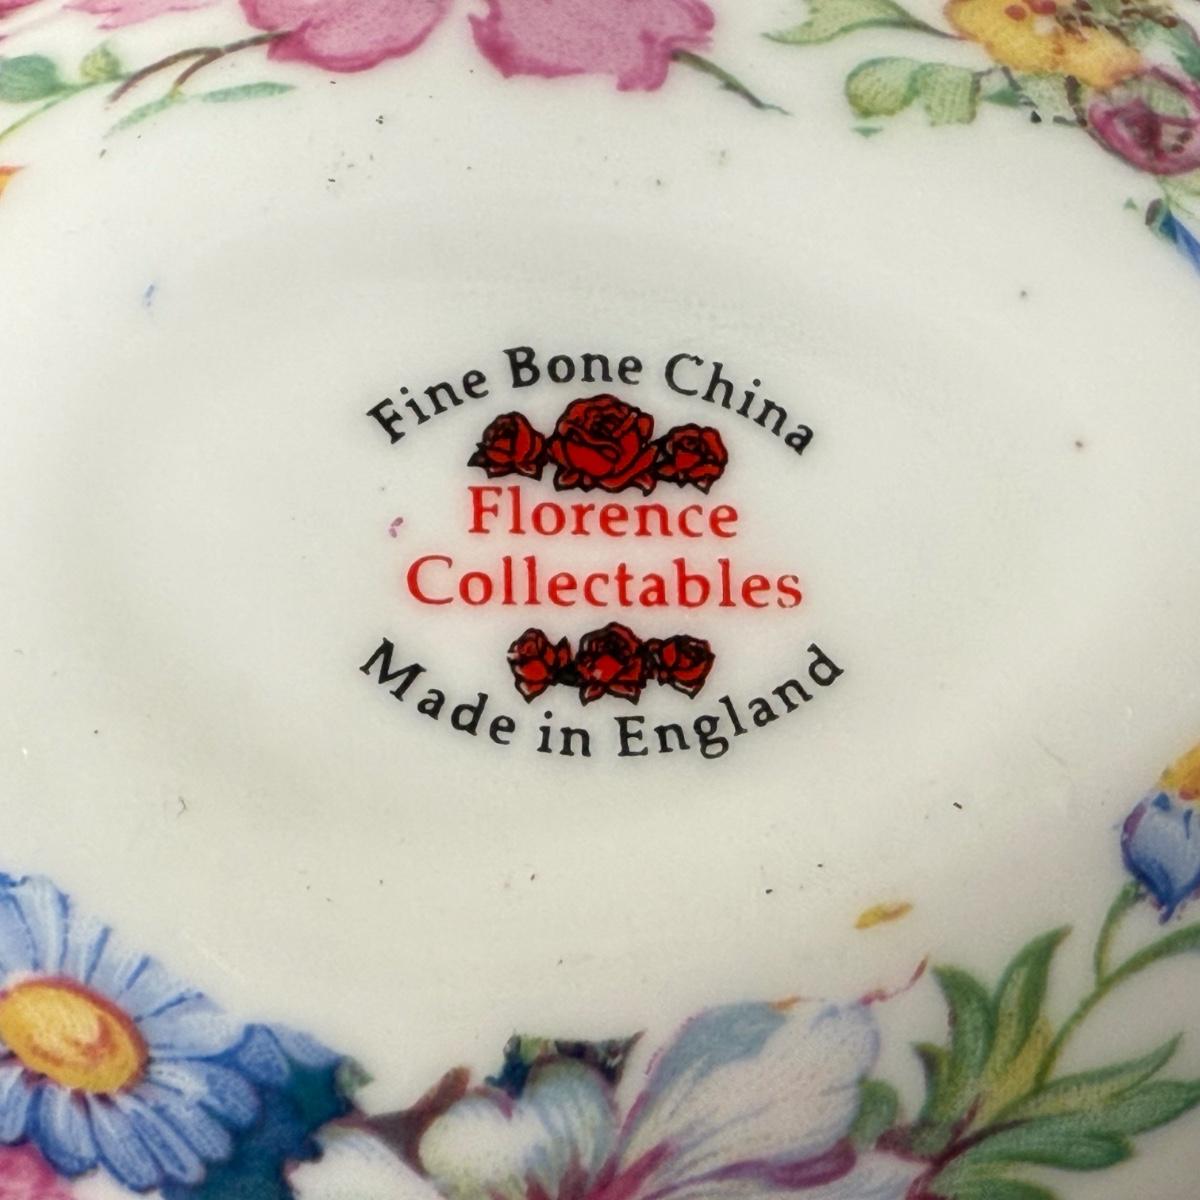 Fine Bone China
Florence
Collectables
Made in England